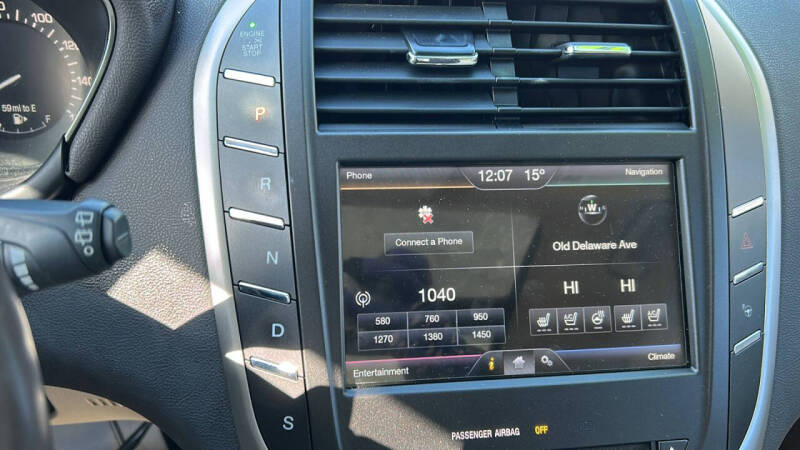 100
120
140
59 mi to E
F
ENGINE
START
STOP
P
R
N
D
S
Phone
12:07 15°
Navigation
Connect a Phone
W
Old Delaware Ave
HI HI
1040
580 760 950
1270 1380 1450
A/C
A/C
Entertainment
i
Climate
PASSENGER AIRBAG OFF